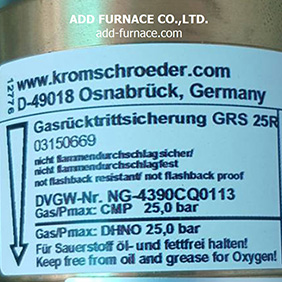 ADD FURNACE CO.,LTD.
add-furnace.com
12776
www.kromschroeder.com
D-49018 Osnabrück, Germany
Gasrücktrittsicherung GRS 25R
03150669
nicht flammendurchschlagsicher/
nicht flammendurchschlagfest
not flashback resistant/ not flashback proof
DVGW-Nr. NG-4390CQ0113
Gas/Pmax: CMP 25,0 bar
Gas/Pmax: DHNO 25,0 bar
Für Sauerstoff öl- und fettfrei halten!
Keep free from oil and grease for Oxygen!